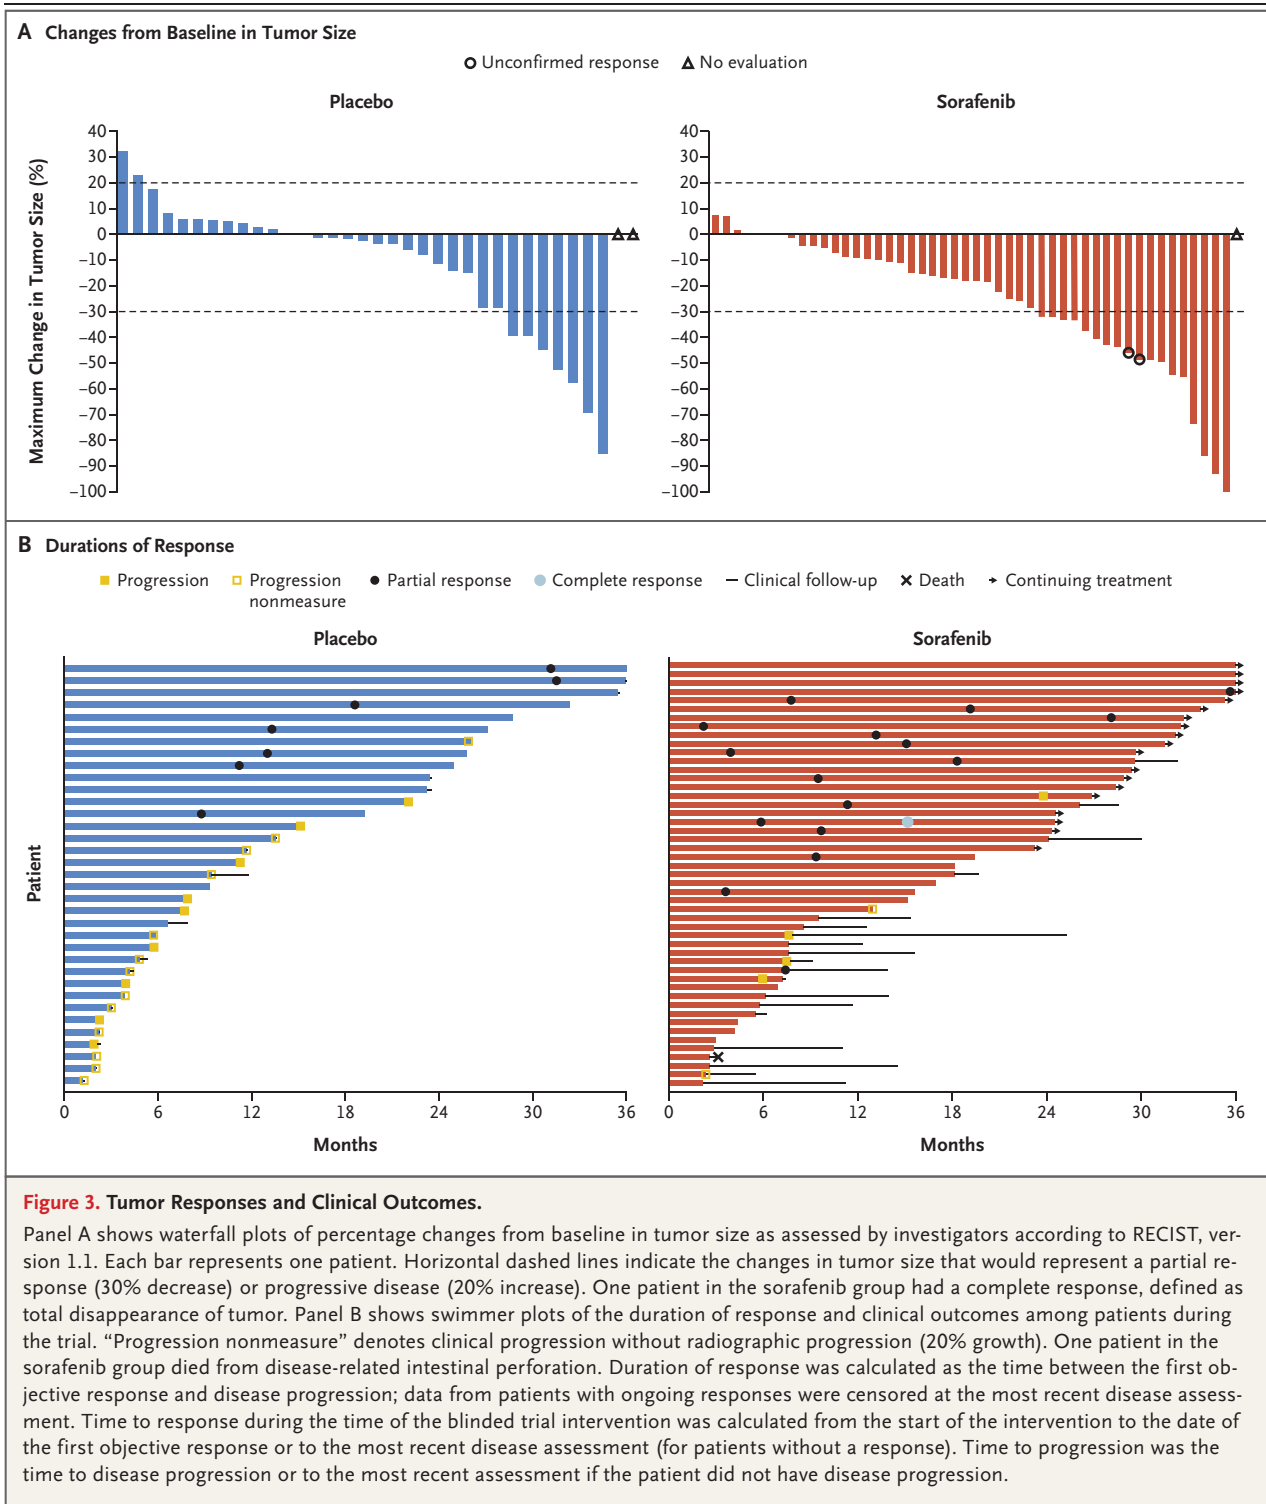 A Changes from Baseline in Tumor Size
Unconfirmed response No evaluation
Placebo
Sorafenib
Maximum Change in Tumor Size (%)
40
30
20
10
0
–10
–20
–30
–40
–50
–60
–70
–80
–90
–100
40
30
20
10
0
–10
–20
–30
–40
–50
–60
–70
–80
–90
–100
B Durations of Response
Progression
Progression
nonmeasure
Partial response
Complete response
Clinical follow-up
Death
Continuing treatment
Placebo
Sorafenib
Patient
0 6 12 18 24 30 36
Months
0 6 12 18 24 30 36
Months
Figure 3. Tumor Responses and Clinical Outcomes.
Panel A shows waterfall plots of percentage changes from baseline in tumor size as assessed by investigators according to RECIST, ver-
sion 1.1. Each bar represents one patient. Horizontal dashed lines indicate the changes in tumor size that would represent a partial re-
sponse (30% decrease) or progressive disease (20% increase). One patient in the sorafenib group had a complete response, defined as
total disappearance of tumor. Panel B shows swimmer plots of the duration of response and clinical outcomes among patients during
the trial. “Progression nonmeasure” denotes clinical progression without radiographic progression (20% growth). One patient in the
sorafenib group died from disease-related intestinal perforation. Duration of response was calculated as the time between the first ob-
jective response and disease progression; data from patients with ongoing responses were censored at the most recent disease assess-
ment. Time to response during the time of the blinded trial intervention was calculated from the start of the intervention to the date of
the first objective response or to the most recent disease assessment (for patients without a response). Time to progression was the
time to disease progression or to the most recent assessment if the patient did not have disease progression.